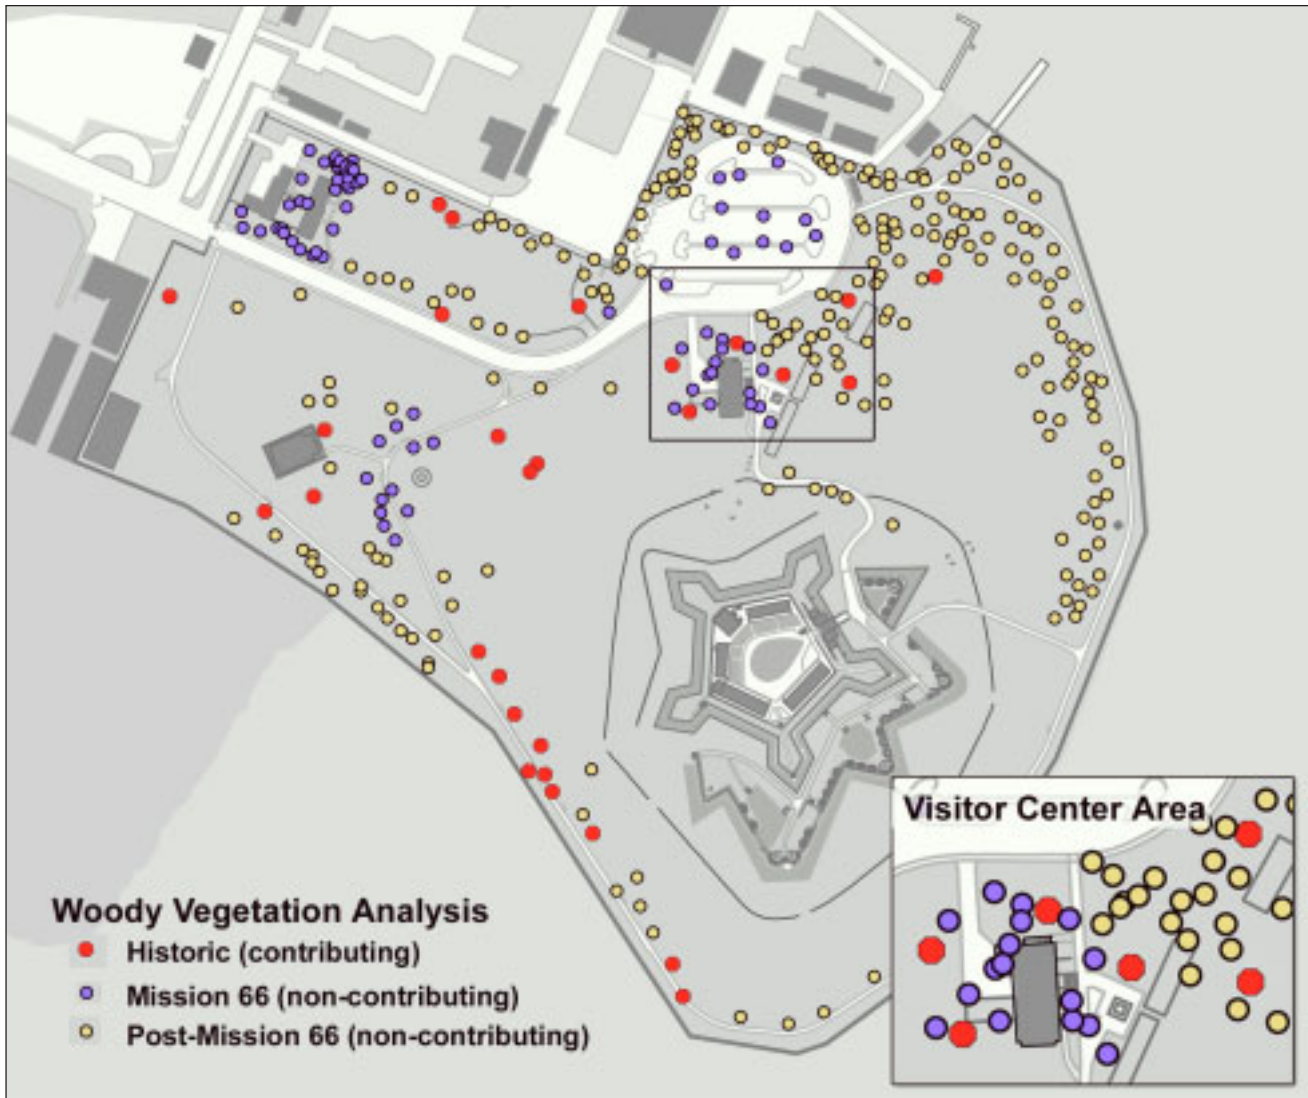 Visitor Center Area
Woody Vegetation Analysis
Historic (contributing)
Mission 66 (non-contributing)
Post-Mission 66 (non-contributing)